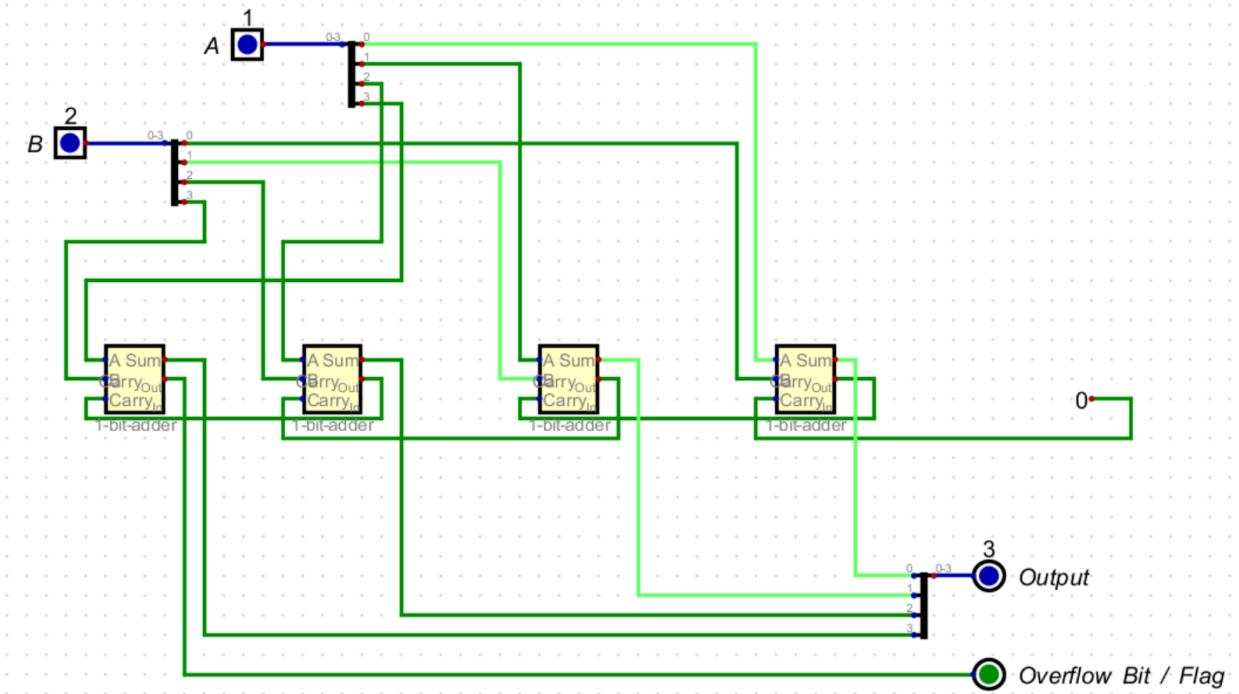 1
A
0-3
0
1
2
3
2
B
0-3
0
1
2
3
A Sum
Carry Out
Carry In
1-bit-adder
A Sum
Carry Out
Carry In
1-bit-adder
A Sum
Carry Out
Carry In
1-bit-adder
A Sum
Carry Out
Carry In
1-bit-adder
0
3
0
0-3
Output
1
2
3
Overflow Bit / Flag